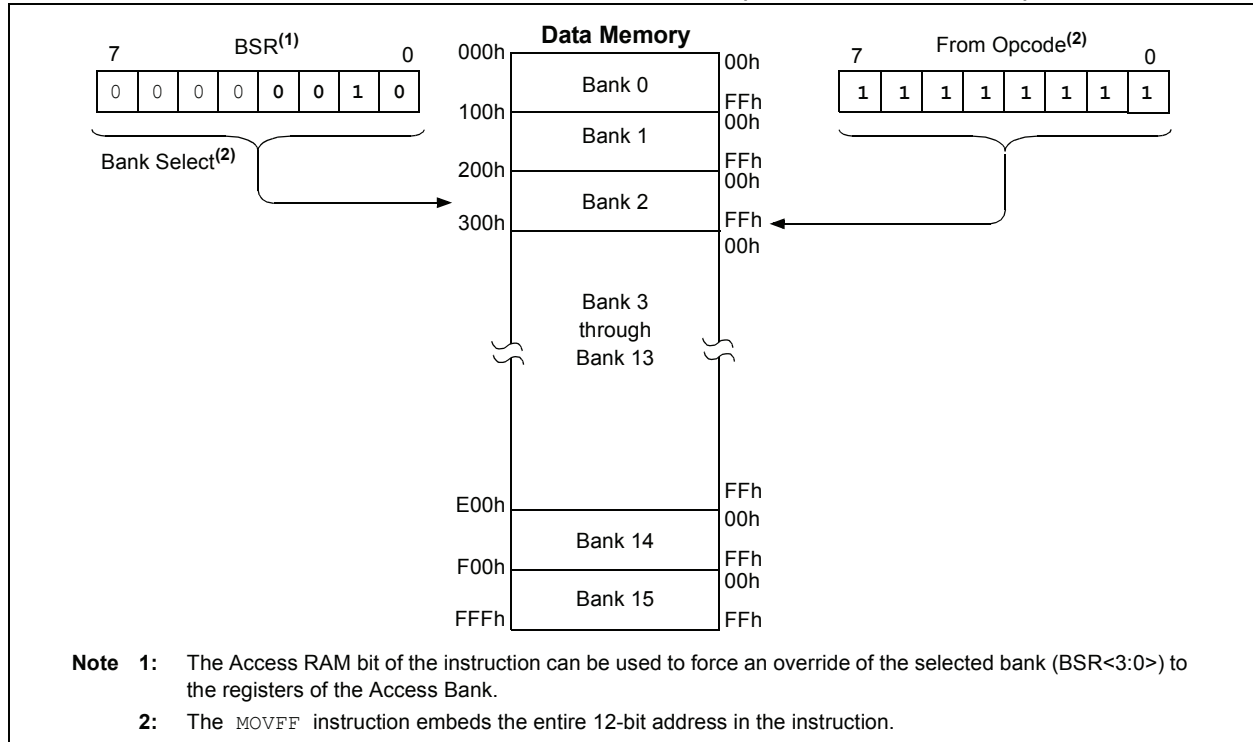 Data Memory
7 BSR(1) 0
0 0 0 0 0 0 1 0
Bank Select(2)
7 From Opcode(2) 0
1 1 1 1 1 1 1 1
000h
Bank 0
00h
FFh
100h
Bank 1
00h
FFh
200h
Bank 2
00h
FFh
300h
00h
Bank 3
through
Bank 13
FFh
E00h
00h
Bank 14
FFh
F00h
00h
Bank 15
FFFh
FFh
Note 1: The Access RAM bit of the instruction can be used to force an override of the selected bank (BSR<3:0>) to
the registers of the Access Bank.
2: The MOVFF instruction embeds the entire 12-bit address in the instruction.